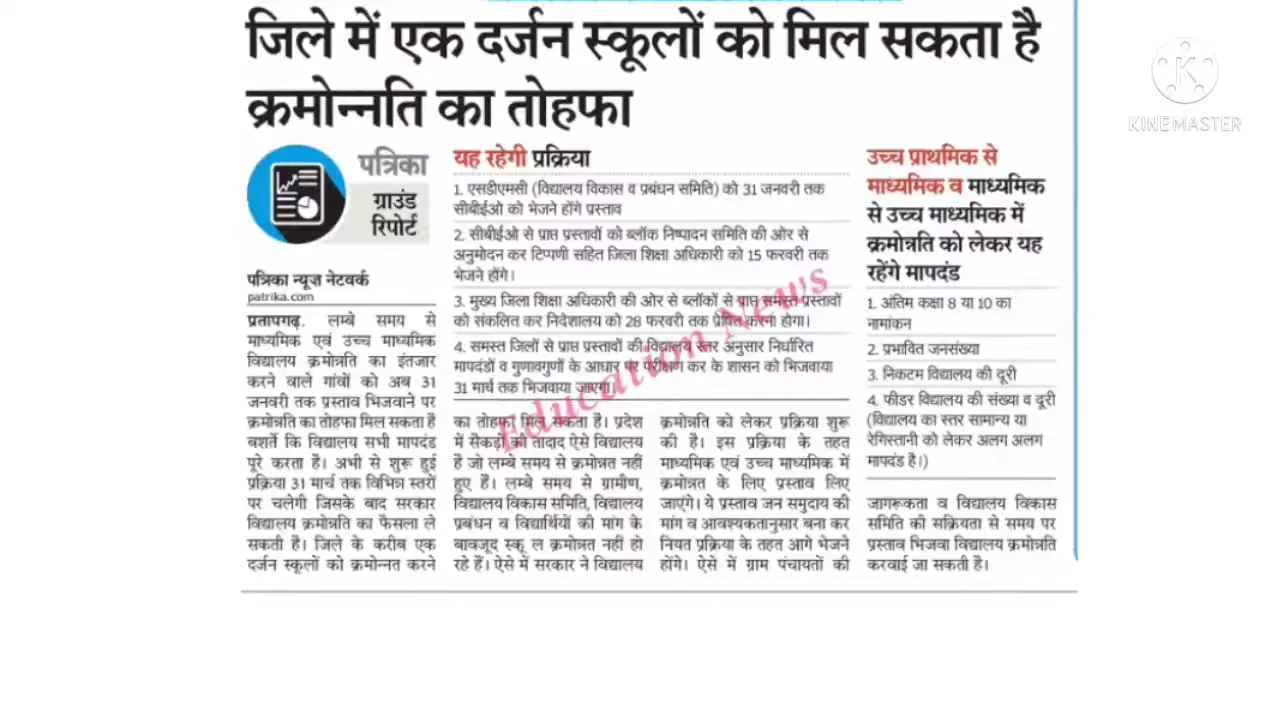 जिले में एक दर्जन स्कूलों को मिल सकता है
क्रमोन्नति का तोहफा
पत्रिका
ग्राउंड
रिपोर्ट
पत्रिका न्यूज़ नेटवर्क
patrika.com
प्रतापगढ़. लम्बे समय से
माध्यमिक एवं उच्च माध्यमिक
विद्यालय क्रमोन्नति का इंतजार
करने वाले गांवों को अब 31
जनवरी तक प्रस्ताव भिजवाने पर
क्रमोन्नति का तोहफा मिल सकता है
बशर्ते कि विद्यालय सभी मापदंड
पूरे करता है। अभी से शुरू हुई
प्रक्रिया 31 मार्च तक विभिन्न स्तरों
पर चलेगी जिसके बाद सरकार
विद्यालय क्रमोन्नति का फैसला ले
सकती है। जिले के करीब एक
दर्जन स्कूलों को क्रमोन्नत करने
यह रहेगी प्रक्रिया
1. एसडीएमसी (विद्यालय विकास व प्रबंधन समिति) को 31 जनवरी तक
सीबीईओ को भेजने होंगे प्रस्ताव
2. सीबीईओ से प्राप्त प्रस्तावों को ब्लॉक निष्पादन समिति की ओर से
अनुमोदन कर टिप्पणी सहित जिला शिक्षा अधिकारी को 15 फरवरी तक
भेजने होंगे।
3. मुख्य जिला शिक्षा अधिकारी की ओर से ब्लॉकों से प्राप्त समस्त प्रस्तावों
को संकलित कर निदेशालय को 28 फरवरी तक प्रेषित करना होगा।
4. समस्त जिलों से प्राप्त प्रस्तावों की विद्यालय स्तर अनुसार निर्धारित
मापदंडों व गुणावगुणों के आधार पर परीक्षण कर के शासन को भिजवाया
31 मार्च तक भिजवाया जाएगा।
का तोहफा मिल सकता है। प्रदेश
में सैकड़ों की तादाद ऐसे विद्यालय
है जो लम्बे समय से क्रमोन्नत नहीं
हुए हैं। लम्बे समय से ग्रामीण,
विद्यालय विकास समिति, विद्यालय
प्रबंधन व विद्यार्थियों की मांग के
बावजूद स्कू ल क्रमोन्नत नहीं हो
रहे हैं। ऐसे में सरकार ने विद्यालय
क्रमोन्नति को लेकर प्रक्रिया शुरू
की है। इस प्रक्रिया के तहत
माध्यमिक एवं उच्च माध्यमिक में
क्रमोन्नत के लिए प्रस्ताव लिए
जाएंगे। ये प्रस्ताव जन समुदाय की
मांग व आवश्यकतानुसार बना कर
नियत प्रक्रिया के तहत आगे भेजने
होंगे। ऐसे में ग्राम पंचायतों की
उच्च प्राथमिक से
माध्यमिक व माध्यमिक
से उच्च माध्यमिक में
क्रमोन्नति को लेकर यह
रहेंगे मापदंड
1. अंतिम कक्षा 8 या 10 का
नामांकन
2. प्रभावित जनसंख्या
3. निकटम विद्यालय की दूरी
4. फीडर विद्यालय की संख्या व दूरी
(विद्यालय का स्तर सामान्य या
रेगिस्तानी को लेकर अलग अलग
मापदंड है।)
जागरूकता व विद्यालय विकास
समिति की सक्रियता से समय पर
प्रस्ताव भिजवा विद्यालय क्रमोन्नति
करवाई जा सकती है।
Education News
K
KINEMASTER